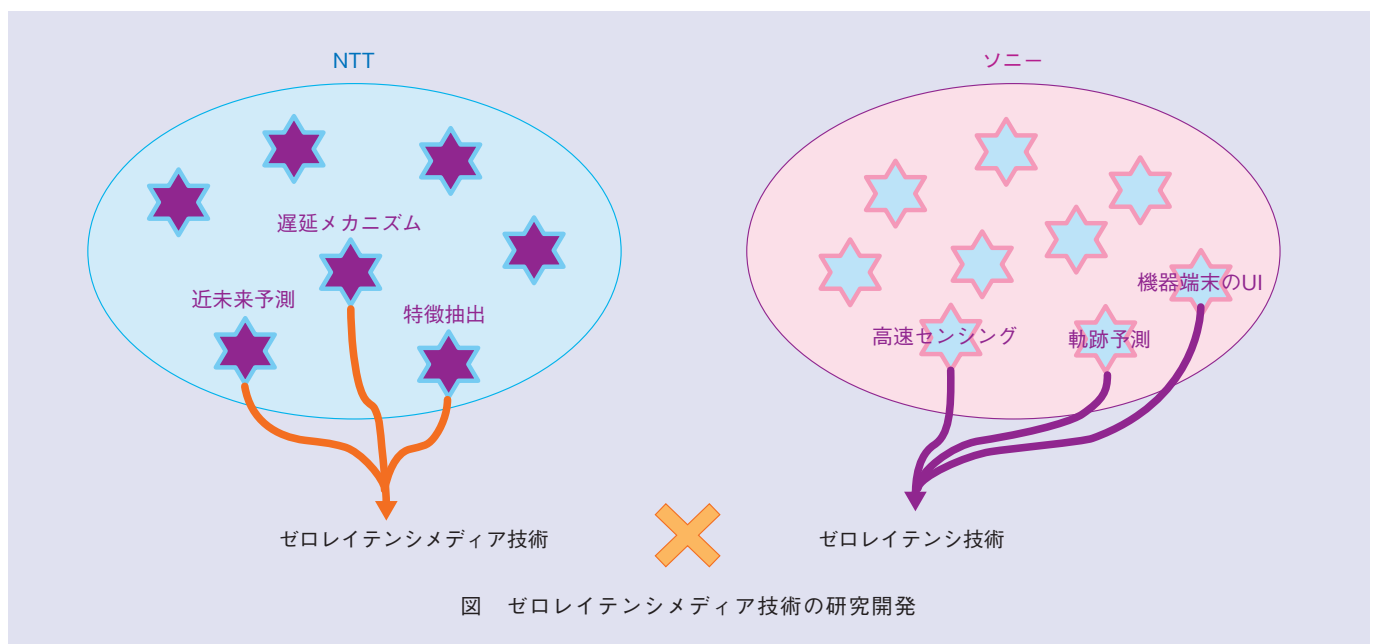 NTT
遅延メカニズム
近未来予測
特徴抽出
ゼロレイテンシメディア技術
ソニー
機器端末のUI
高速センシング
軌跡予測
ゼロレイテンシ技術
図 ゼロレイテンシメディア技術の研究開発